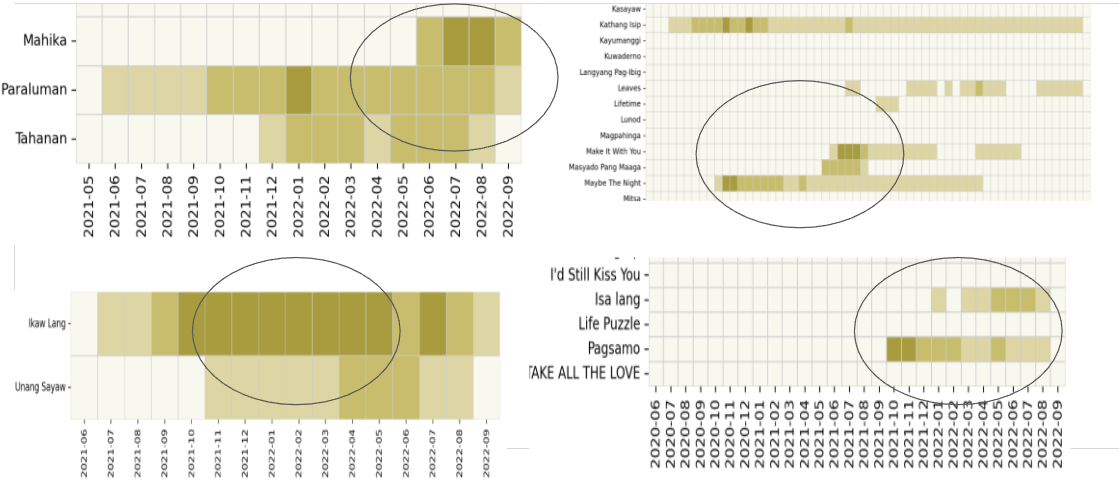 Mahika
Paraluman
Tahanan
2021-05
2021-06
2021-07
2021-08
2021-09
2021-10
2021-11
2021-12
2022-01
2022-02
2022-03
2022-04
2022-05
2022-06
2022-07
2022-08
2022-09
Kasayaw
Kathang Isip
Kayumanggi
Kuwaderno
Langyang Pag-Ibig
Leaves
Lifetime
Lunod
Magpahinga
Make It With You
Masyado Pang Maaga
Maybe The Night
Mitsa
Ikaw Lang
Unang Sayaw
2021-06
2021-07
2021-08
2021-09
2021-10
2021-11
2021-12
2022-01
2022-02
2022-03
2022-04
2022-05
2022-06
2022-07
2022-08
2022-09
I'd Still Kiss You
Isa lang
Life Puzzle
Pagsamo
TAKE ALL THE LOVE
2020-06
2020-07
2020-08
2020-09
2020-10
2020-11
2020-12
2021-01
2021-02
2021-03
2021-04
2021-05
2021-06
2021-07
2021-08
2021-09
2021-10
2021-11
2021-12
2022-01
2022-02
2022-03
2022-04
2022-05
2022-06
2022-07
2022-08
2022-09